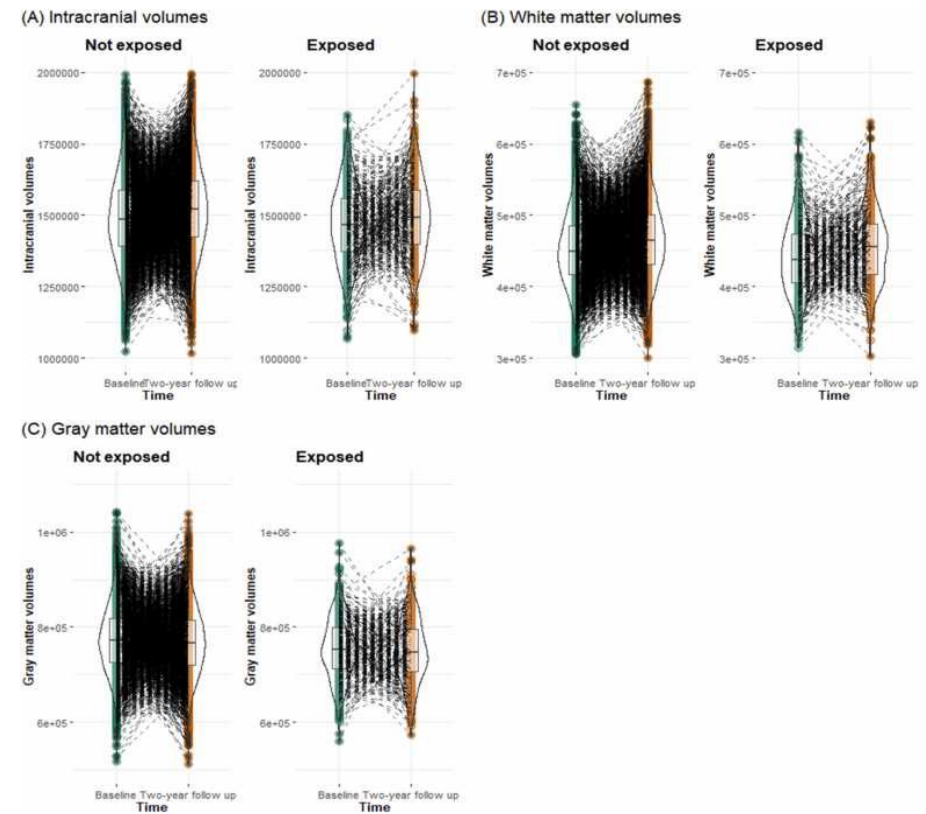 (A) Intracranial volumes
Not exposed
Exposed
Intracranial volumes
2000000
1750000
1500000
1250000
1000000
BaselineTwo-year follow up
Time
Intracranial volumes
2000000
1750000
1500000
1250000
1000000
BaselineTwo-year follow up
Time
(B) White matter volumes
Not exposed
Exposed
White matter volumes
7e+05
6e+05
5e+05
4e+05
3e+05
Baseline Two-year follow up
Time
White matter volumes
7e+05
6e+05
5e+05
4e+05
3e+05
Baseline Two-year follow up
Time
(C) Gray matter volumes
Not exposed
Exposed
Gray matter volumes
1e+06
8e+05
6e+05
Baseline Two-year follow up
Time
Gray matter volumes
1e+06
8e+05
6e+05
Baseline Two-year follow up
Time